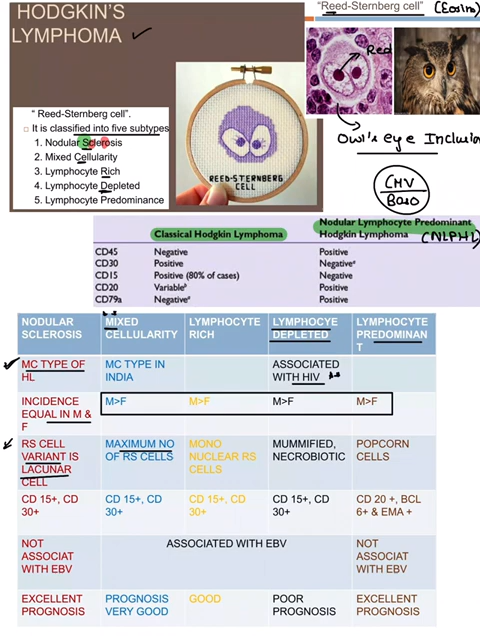 HODGKIN'S
LYMPHOMA
"Reed-Sternberg cell"
(Eosino)
Red
Owl's eye Inclusion
CMV
Baso
" Reed-Sternberg cell".
It is classified into five subtypes
1. Nodular Sclerosis
2. Mixed Cellularity
3. Lymphocyte Rich
4. Lymphocyte Depleted
5. Lymphocyte Predominance
REED-STERNBERG
CELL
Classical Hodgkin Lymphoma
Nodular Lymphocyte Predominant
Hodgkin Lymphoma
(NLPHL)
CD45 Negative Positive
CD30 Positive Negativeᵃ
CD15 Positive (80% of cases) Negative
CD20 Variableᵇ Positive
CD79a Negativeᵃ Positive
NODULAR
SCLEROSIS
MIXED
CELLULARITY
LYMPHOCYTE
RICH
LYMPHOCYE
DEPLETED
LYMPHOCYTE
PREDOMINAN
T
MC TYPE OF
HL
MC TYPE IN
INDIA
ASSOCIATED
WITH HIV
INCIDENCE
EQUAL IN M &
F
M>F
M>F
M>F
M>F
RS CELL
VARIANT IS
LACUNAR
CELL
MAXIMUM NO
OF RS CELLS
MONO
NUCLEAR RS
CELLS
MUMMIFIED,
NECROBIOTIC
POPCORN
CELLS
CD 15+, CD
30+
CD 15+, CD
30+
CD 15+, CD
30+
CD 15+, CD
30+
CD 20 +, BCL
6+ & EMA +
NOT
ASSOCIAT
WITH EBV
ASSOCIATED WITH EBV
NOT
ASSOCIAT
WITH EBV
EXCELLENT
PROGNOSIS
PROGNOSIS
VERY GOOD
GOOD
POOR
PROGNOSIS
EXCELLENT
PROGNOSIS